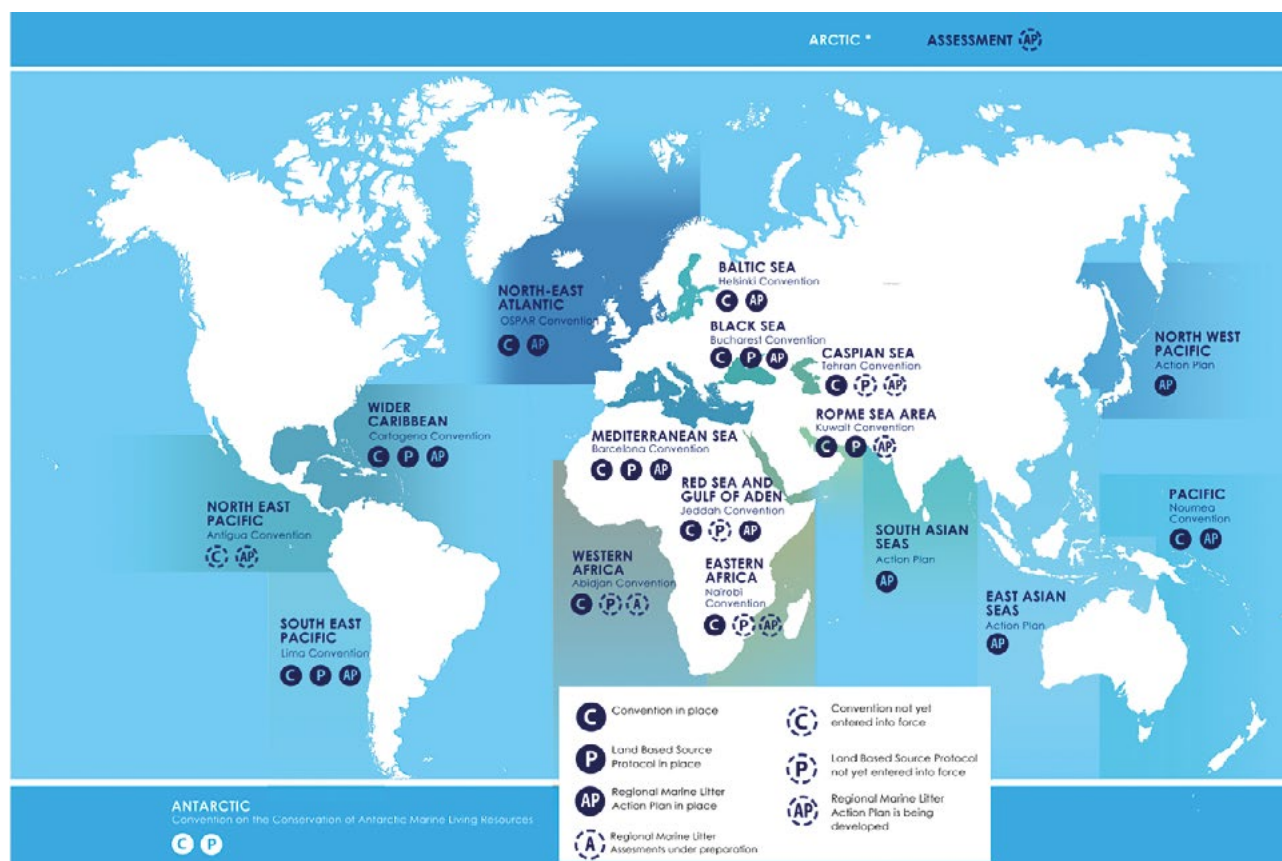 ARCTIC *
ASSESSMENT AP
NORTH-EAST
ATLANTIC
OSPAR Convention
C AP
BALTIC SEA
Helsinki Convention
C AP
BLACK SEA
Bucharest Convention
C P AP
CASPIAN SEA
Tehran Convention
C P AP
NORTH WEST
PACIFIC
Action Plan
AP
WIDER
CARIBBEAN
Cartagena Convention
C P AP
MEDITERRANEAN SEA
Barcelona Convention
C P AP
ROPME SEA AREA
Kuwait Convention
C P AP
RED SEA AND
GULF OF ADEN
Jeddah Convention
C P AP
NORTH EAST
PACIFIC
Antigua Convention
C AP
PACIFIC
Noumea
Convention
C AP
SOUTH ASIAN
SEAS
Action Plan
AP
WESTERN
AFRICA
Abidjan Convention
C P A
EASTERN
AFRICA
Nairobi
Convention
C P AP
EAST ASIAN
SEAS
Action Plan
AP
SOUTH EAST
PACIFIC
Lima Convention
C P AP
C Convention in place
P Land Based Source
Protocol in place
AP Regional Marine Litter
Action Plan in place
A Regional Marine Litter
Assesments under preparation
C Convention not yet
entered into force
P Land Based Source Protocol
not yet entered into force
AP Regional Marine Litter
Action Plan is being
developed
ANTARCTIC
Convention on the Conservation of Antarctic Marine Living Resources
C P